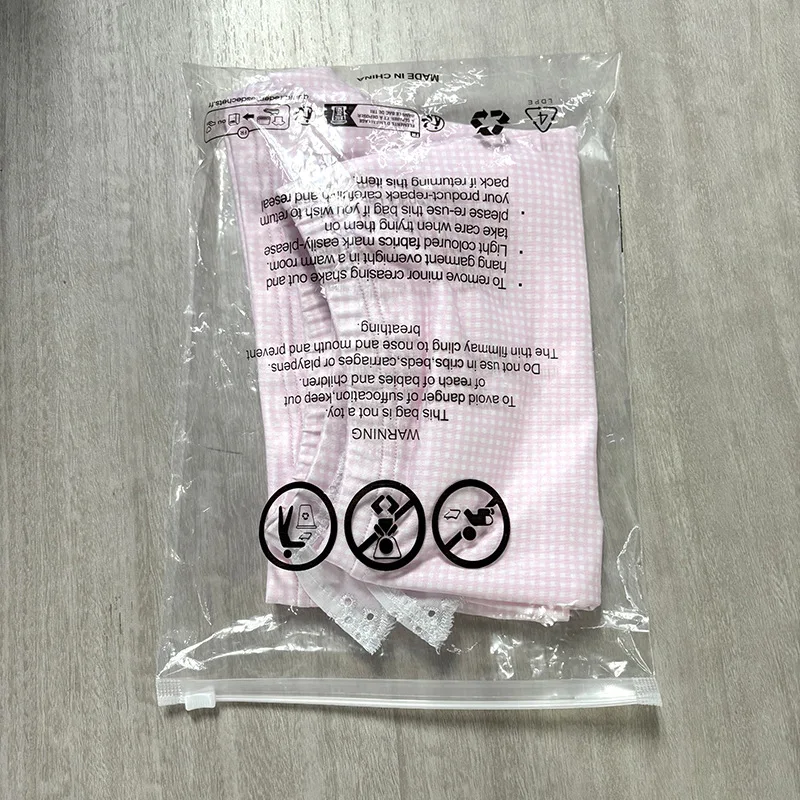 WARNING
This bag is not a toy.
To avoid danger of suffocation,keep out
of reach of babies and children.
Do not use in cribs,beds,carriages or playpens.
The thin filmmay cling to nose and mouth and prevent
breathing.
• To remove minor creasing shake out and
hang garment overnight in a warm room.
• Light coloured fabrics mark easily-please
take care when trying them on
• please re-use this bag if you wish to return
your product-repack carefully and reseal
pack if returning this item.
4
LDPE
FR
MADE IN CHINA